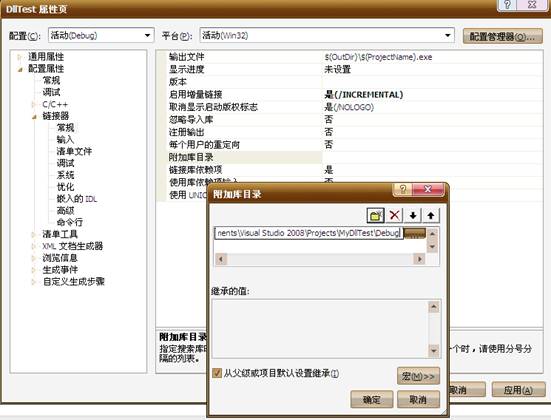 DllTest 属性页
配置(C): 活动(Debug) 平台(P): 活动(Win32) 配置管理器(O)...
通用属性
配置属性
常规
调试
C/C++
链接器
常规
输入
清单文件
调试
系统
优化
嵌入的 IDL
高级
命令行
清单工具
XML 文档生成器
浏览信息
生成事件
自定义生成步骤
输出文件 $(OutDir)\$(ProjectName).exe
显示进度 未设置
版本
启用增量链接 是(/INCREMENTAL)
取消显示启动版权标志 是(/NOLOGO)
忽略导入库 否
注册输出 否
每个用户的重定向 否
附加库目录
链接库依赖项 是
使用库依赖项输入 否
使用 UNIC
附加库目录
指定搜索库
一个时，请使用分号分
隔的列表。
取消 应用(A)
附加库目录
nents\Visual Studio 2008\Projects\MyDllTest\Debug ...
继承的值:
从父级或项目默认设置继承(I)
宏(M)>>
确定 取消